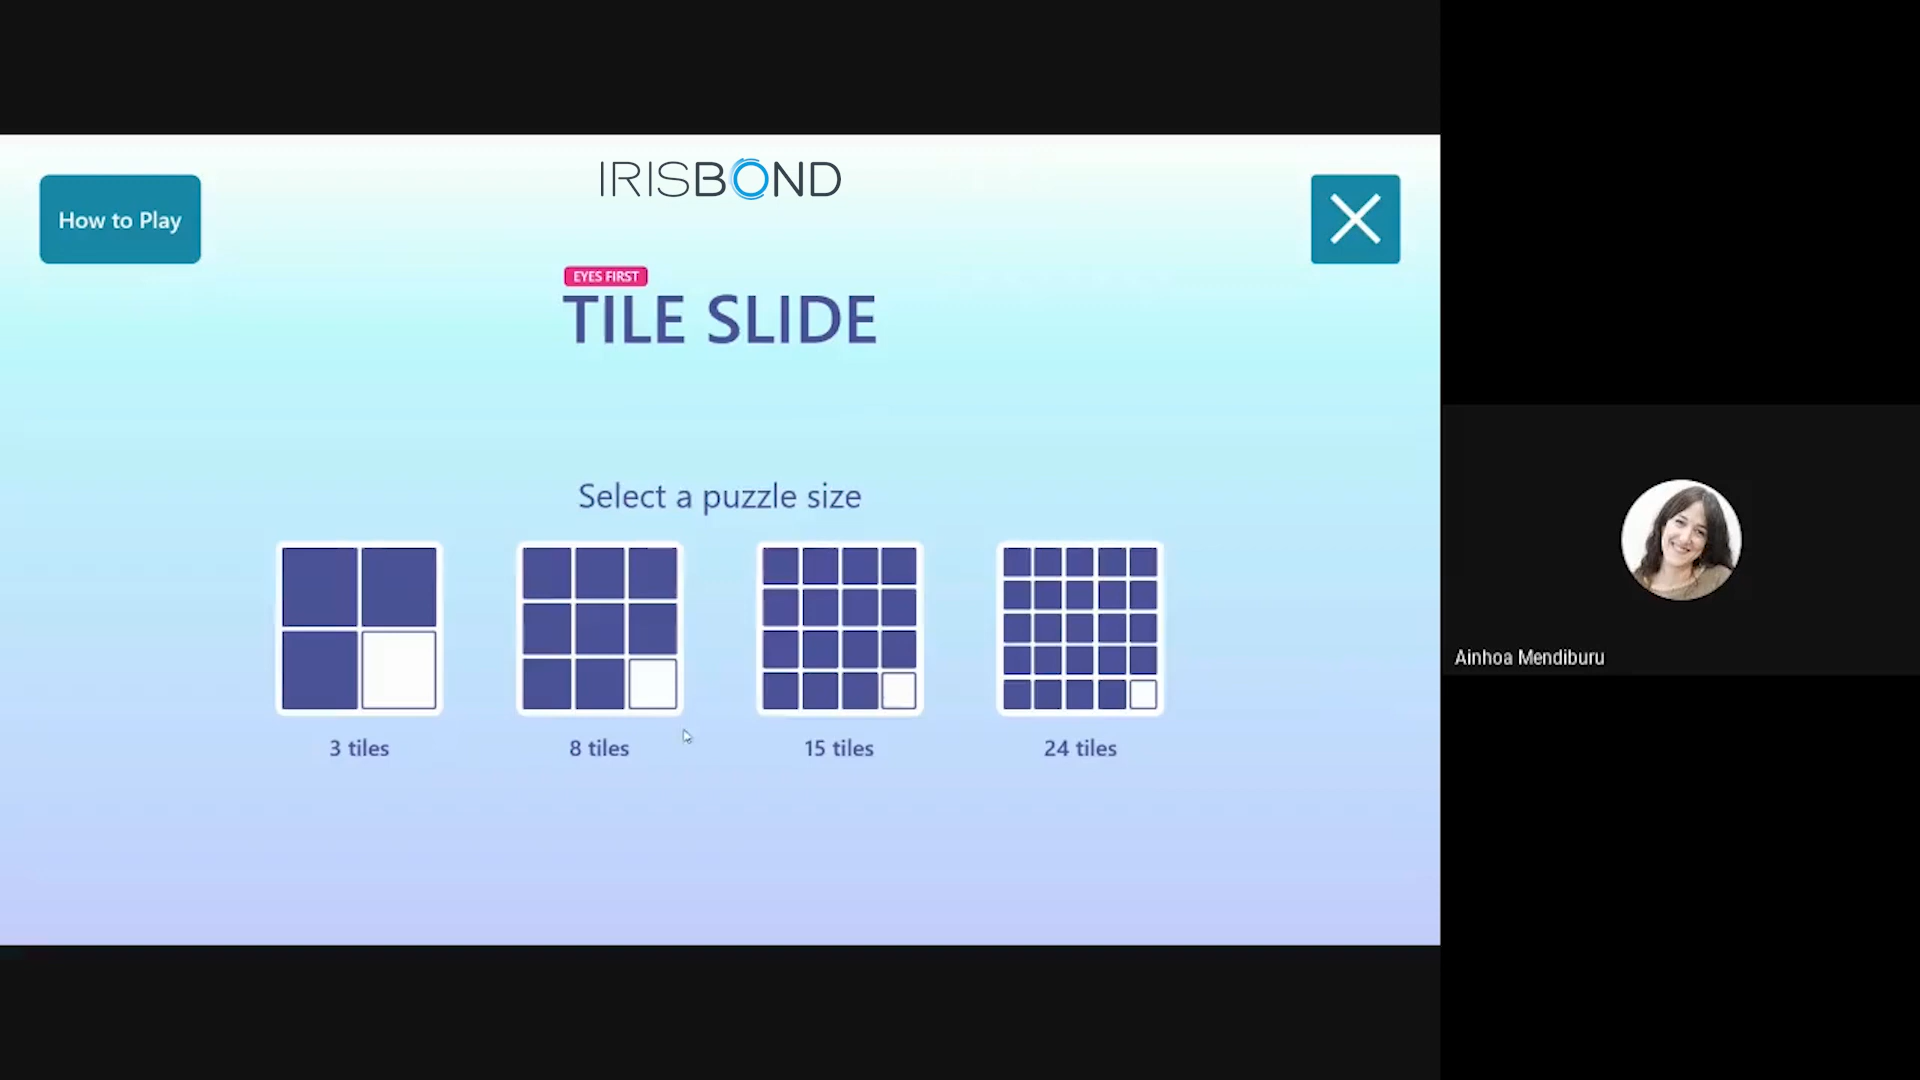 IRISBOND
How to Play
EYES FIRST
TILE SLIDE
Select a puzzle size
3 tiles
8 tiles
15 tiles
24 tiles
Ainhoa Mendiburu